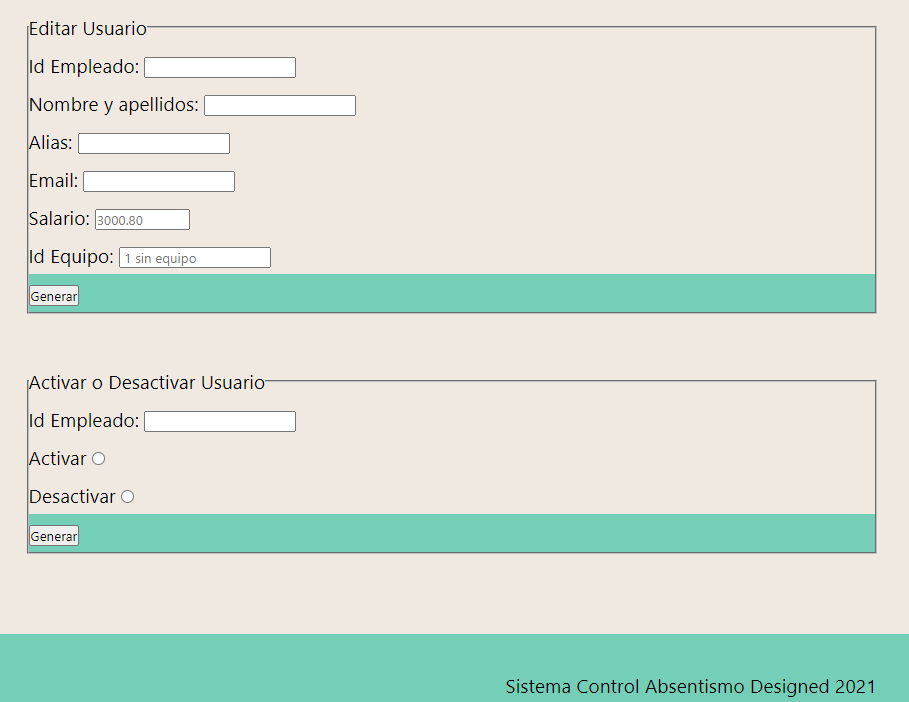 Editar Usuario
Id Empleado:
Nombre y apellidos:
Alias:
Email:
Salario: 3000.80
Id Equipo: 1 sin equipo
Generar
Activar o Desactivar Usuario
Id Empleado:
Activar
Desactivar
Generar
Sistema Control Absentismo Designed 2021